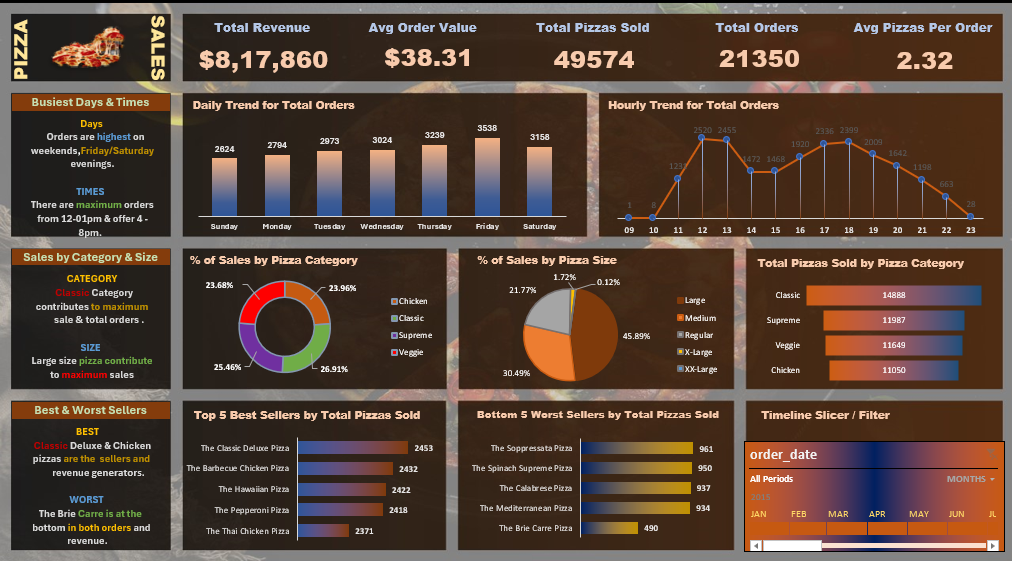 PIZZA
SALES
Total Revenue
$8,17,860
Avg Order Value
$38.31
Total Pizzas Sold
49574
Total Orders
21350
Avg Pizzas Per Order
2.32
Busiest Days & Times
Days
Orders are highest on
weekends,Friday/Saturday
evenings.
TIMES
There are maximum orders
from 12-01pm & offer 4 -
8pm.
Daily Trend for Total Orders
2624
2794
2973
3024
3239
3538
3158
Sunday
Monday
Tuesday
Wednesday
Thursday
Friday
Saturday
Hourly Trend for Total Orders
1
8
2520
2455
1472
1468
1920
2336
2399
2009
1642
1198
663
28
09
10
11
12
13
14
15
16
17
18
19
20
21
22
23
Sales by Category & Size
CATEGORY
Classic Category
contributes to maximum
sale & total orders .
SIZE
Large size pizza contribute
to maximum sales
% of Sales by Pizza Category
23.68%
23.96%
25.46%
26.91%
Chicken
Classic
Supreme
Veggie
% of Sales by Pizza Size
1.72%
0.12%
21.77%
45.89%
30.49%
Large
Medium
Regular
X-Large
XX-Large
Total Pizzas Sold by Pizza Category
Classic 14888
Supreme 11987
Veggie 11649
Chicken 11050
Best & Worst Sellers
BEST
Classic Deluxe & Chicken
pizzas are the sellers and
revenue generators.
WORST
The Brie Carre is at the
bottom in both orders and
revenue.
Top 5 Best Sellers by Total Pizzas Sold
The Classic Deluxe Pizza 2453
The Barbecue Chicken Pizza 2432
The Hawaiian Pizza 2422
The Pepperoni Pizza 2418
The Thai Chicken Pizza 2371
Bottom 5 Worst Sellers by Total Pizzas Sold
The Soppressata Pizza 961
The Spinach Supreme Pizza 950
The Calabrese Pizza 937
The Mediterranean Pizza 934
The Brie Carre Pizza 490
Timeline Slicer / Filter
order_date
All Periods MONTHS
2015
JAN FEB MAR APR MAY JUN